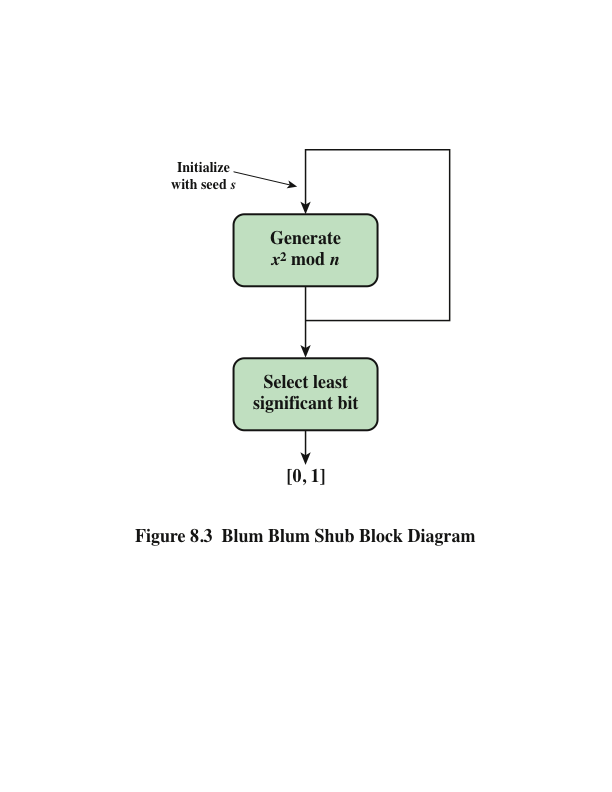 Initialize
with seed s
Generate
x² mod n
Select least
significant bit
[0, 1]
Figure 8.3 Blum Blum Shub Block Diagram